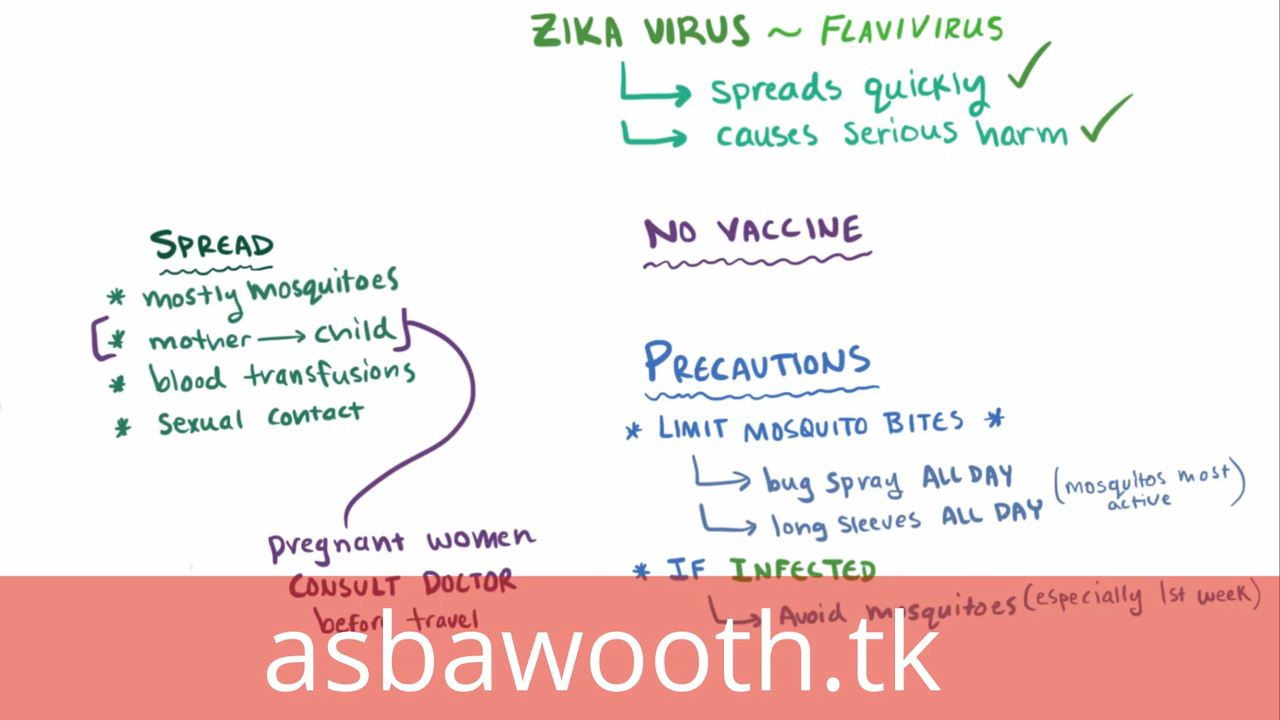 ZIKA VIRUS ~ FLAVIVIRUS
spreads quickly ✓
causes serious harm ✓
SPREAD
* mostly mosquitoes
[* mother → child]
* blood transfusions
* sexual contact
pregnant women
CONSULT DOCTOR
before travel
NO VACCINE
PRECAUTIONS
* LIMIT MOSQUITO BITES *
bug spray ALL DAY
long sleeves ALL DAY
(mosquitos most
active)
* IF INFECTED
Avoid mosquitoes (especially 1st week)
asbawooth.tk